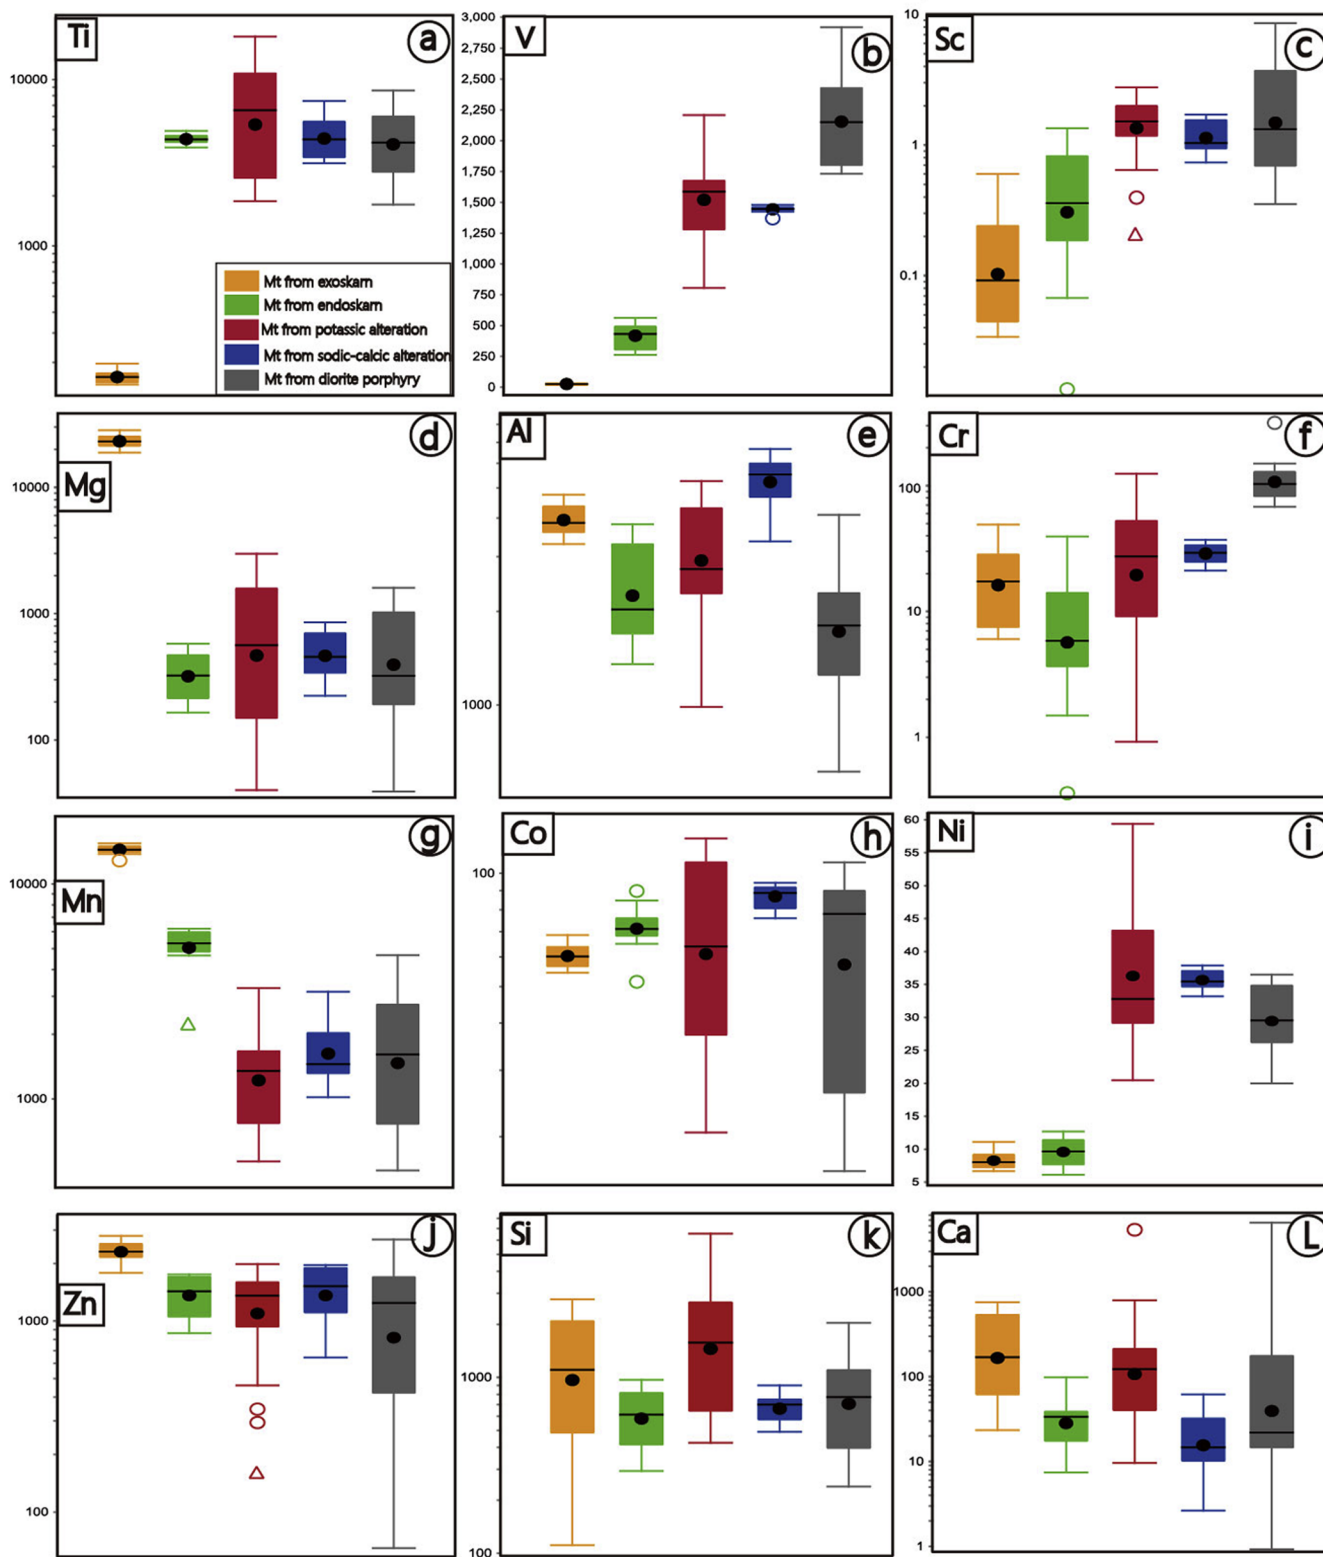 Ti
a
10000
1000
Mt from exoskarn
Mt from endoskarn
Mt from potassic alteration
Mt from sodic-calcic alteration
Mt from diorite porphyry
V
b
3,000
2,750
2,500
2,250
2,000
1,750
1,500
1,250
1,000
750
500
250
0
Sc
c
10
1
0.1
Mg
d
10000
1000
100
Al
e
1000
Cr
f
100
10
1
Mn
g
10000
1000
Co
h
100
Ni
i
60
55
50
45
40
35
30
25
20
15
10
5
Zn
j
1000
100
Si
k
1000
100
Ca
L
1000
100
10
1